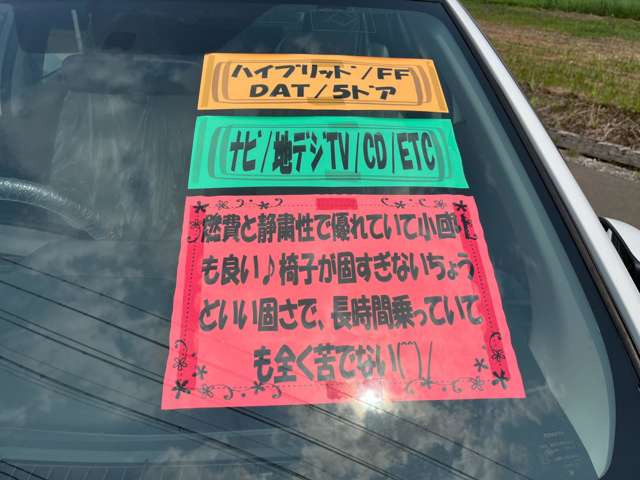 ハイブリッド/FF
DAT/5ドア
ナビ/地デジTV/CD/ETC
燃費と静粛性で優れていて小回り
も良い♪椅子が固すぎないちょう
どいい固さで、長時間乗っていて
も全く苦でない(^^)/